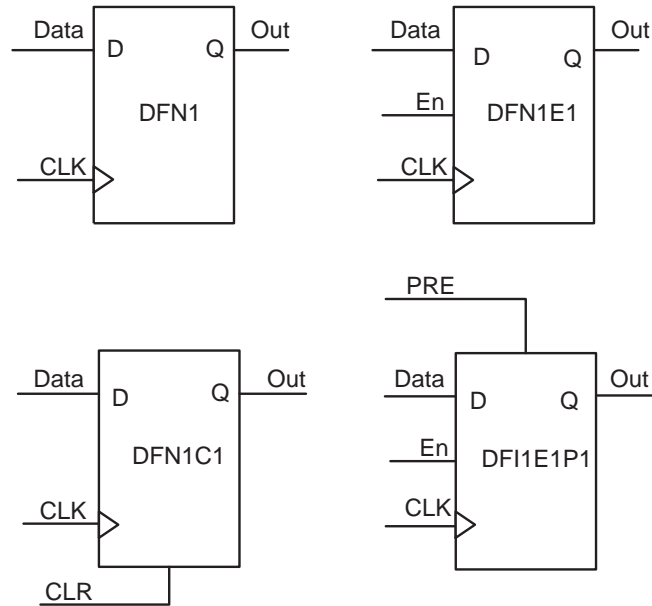 Data
D
Q
Out
DFN1
CLK
Data
D
Q
Out
En
DFN1E1
CLK
Data
D
Q
Out
DFN1C1
CLK
CLR
PRE
Data
D
Q
Out
En
DFI1E1P1
CLK